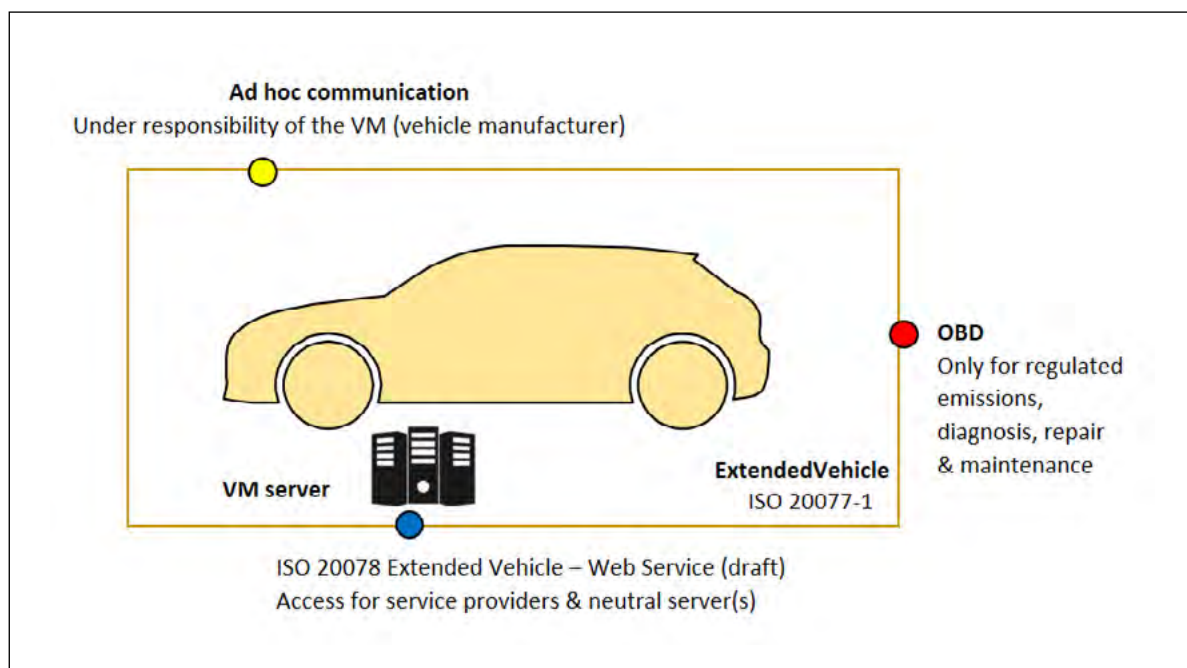 Ad hoc communication
Under responsibility of the VM (vehicle manufacturer)
OBD
Only for regulated
emissions,
diagnosis, repair
& maintenance
ExtendedVehicle
ISO 20077-1
VM server
ISO 20078 Extended Vehicle – Web Service (draft)
Access for service providers & neutral server(s)